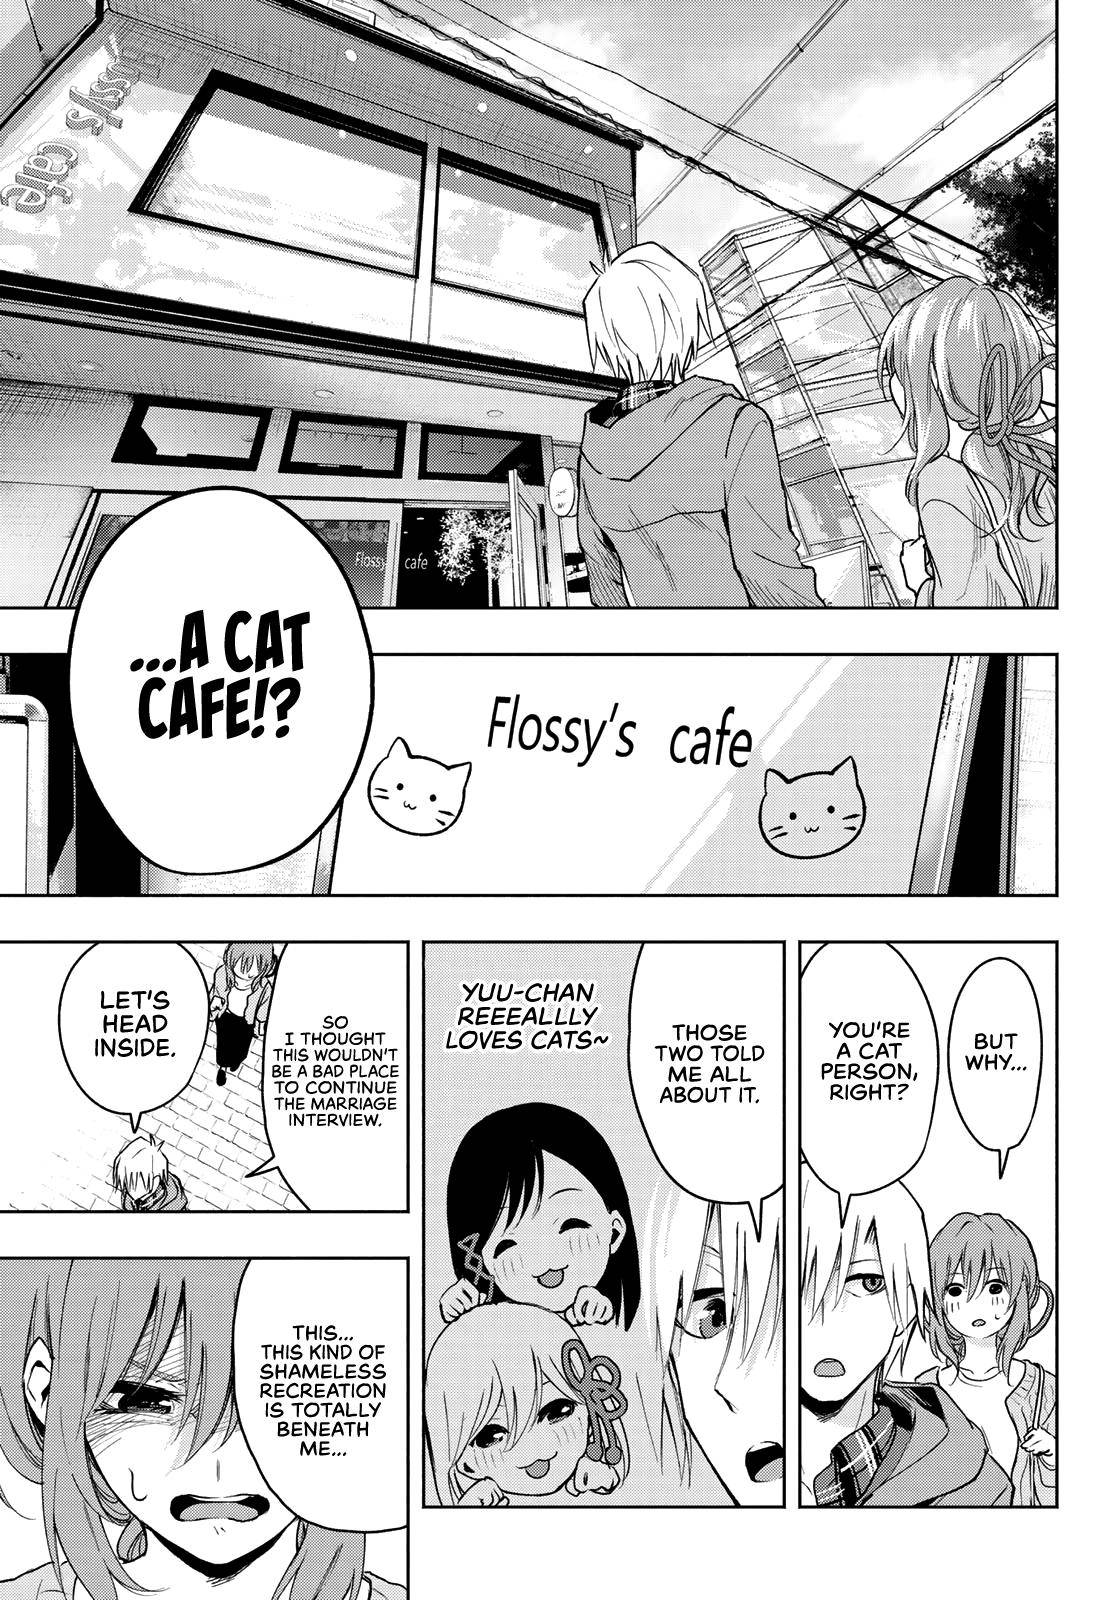 Flossy's cafe
Flossy's cafe
...A CAT
CAFE!?
Flossy's cafe
BUT
WHY...
YOU'RE
A CAT
PERSON,
RIGHT?
THOSE
TWO TOLD
ME ALL
ABOUT IT.
YUU-CHAN
REEEALLLY
LOVES CATS~
SO
I THOUGHT
THIS WOULDN'T
BE A BAD PLACE
TO CONTINUE
THE MARRIAGE
INTERVIEW.
LET'S
HEAD
INSIDE.
THIS...
THIS KIND OF
SHAMELESS
RECREATION
IS TOTALLY
BENEATH
ME...